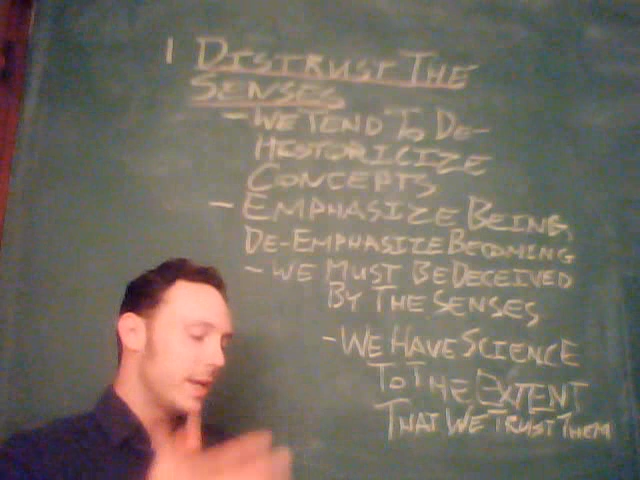 1 DISTRUST THE
SENSES
- WE TEND TO DE-
HISTORICIZE
CONCEPTS
- EMPHASIZE BEING,
DE-EMPHASIZE BECOMING
- WE MUST BE DECEIVED
BY THE SENSES
- WE HAVE SCIENCE
TO THE EXTENT
THAT WE TRUST THEM